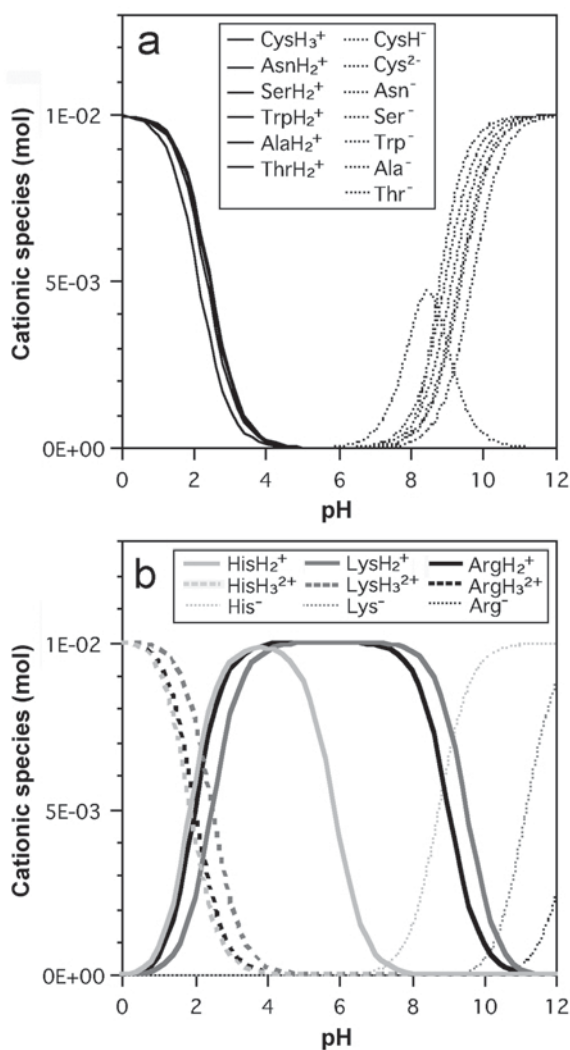 a
CysH₃⁺ CysH⁻
AsnH₂⁺ Cys²⁻
SerH₂⁺ Asn⁻
TrpH₂⁺ Ser⁻
AlaH₂⁺ Trp⁻
ThrH₂⁺ Ala⁻
Thr⁻
Cationic species (mol)
1E-02
5E-03
0E+00
0 2 4 6 8 10 12
pH
b
HisH₂⁺ LysH₂⁺ ArgH₂⁺
HisH₃²⁺ LysH₃²⁺ ArgH₃²⁺
His⁻ Lys⁻ Arg⁻
Cationic species (mol)
1E-02
5E-03
0E+00
0 2 4 6 8 10 12
pH